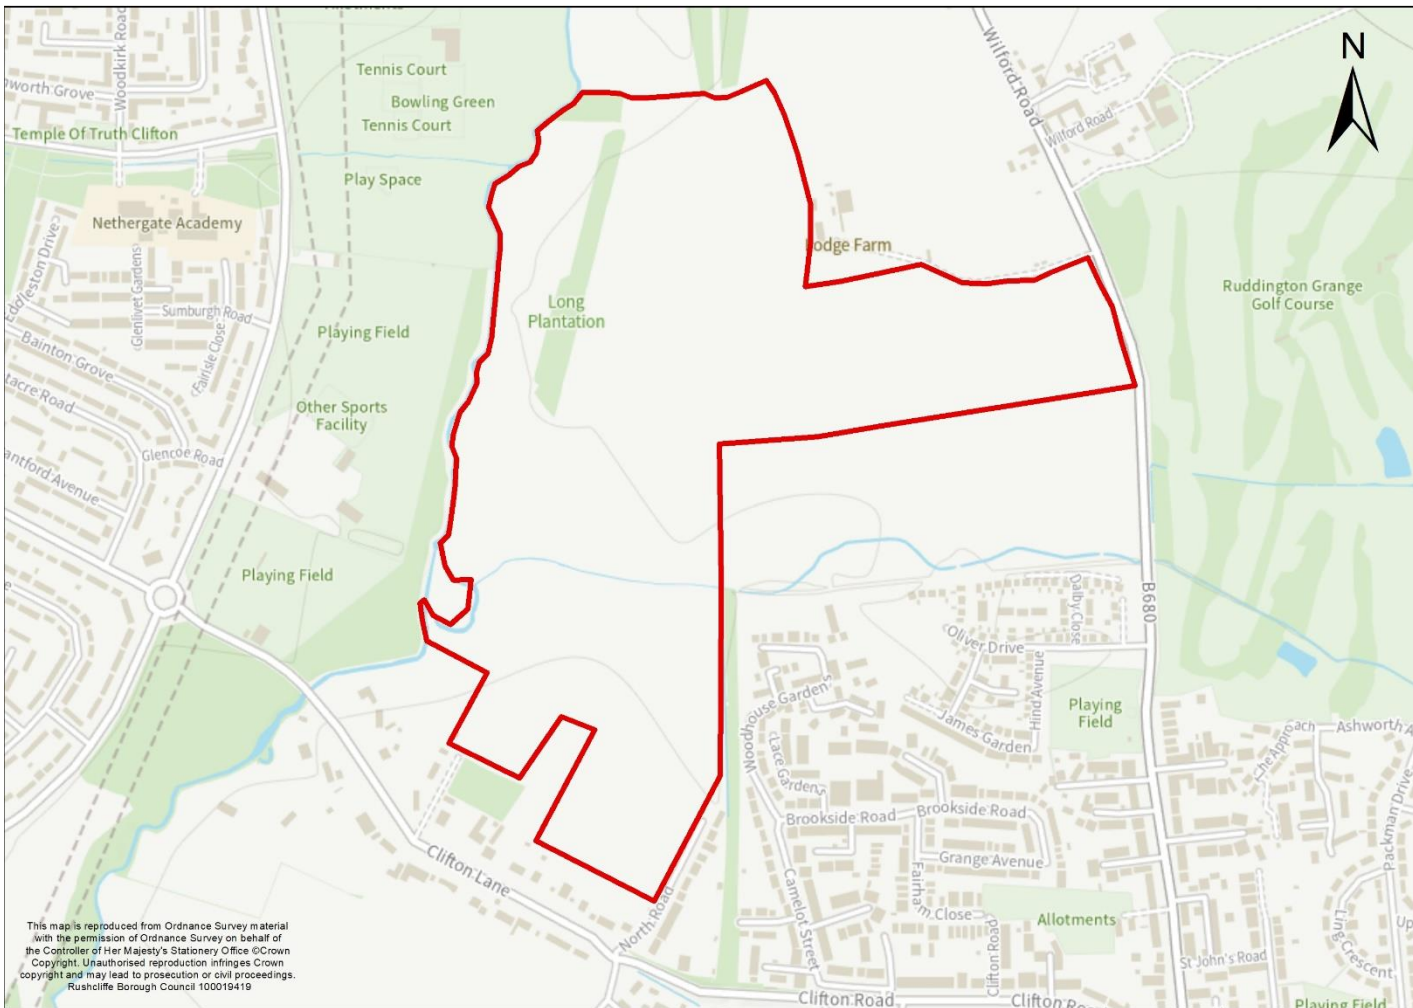 Allotments
Woodkirk Road
nworth Grove
Temple Of Truth Clifton
Tennis Court
Bowling Green
Tennis Court
Play Space
Wilford Road
Wilford Road
N
Nethergate Academy
Eddleston Drive
Glenlivet Gardens
Sumburgh Road
Fairisle Close
Bainton Grove
tacre Road
antford Avenue
Glencoe Road
Playing Field
Other Sports
Facility
Playing Field
Long
Plantation
Lodge Farm
Ruddington Grange
Golf Course
B680
Dalby Close
Oliver Drive
Hind Avenue
James Garden
Playing
Field
Woodhouse Gardens
Lace Gardens
Brookside Road
Grange Avenue
Fairham Close
Camelot Street
Clifton Road
Allotments
The Approach
Ashworth A
Packman Drive
Ling Crescent
St John's Road
Playing Field
Clifton Lane
North Road
Clifton Road
Clifton Ro
This map is reproduced from Ordnance Survey material
with the permission of Ordnance Survey on behalf of
the Controller of Her Majesty's Stationery Office ©Crown
Copyright. Unauthorised reproduction infringes Crown
copyright and may lead to prosecution or civil proceedings.
Rushcliffe Borough Council 100019419